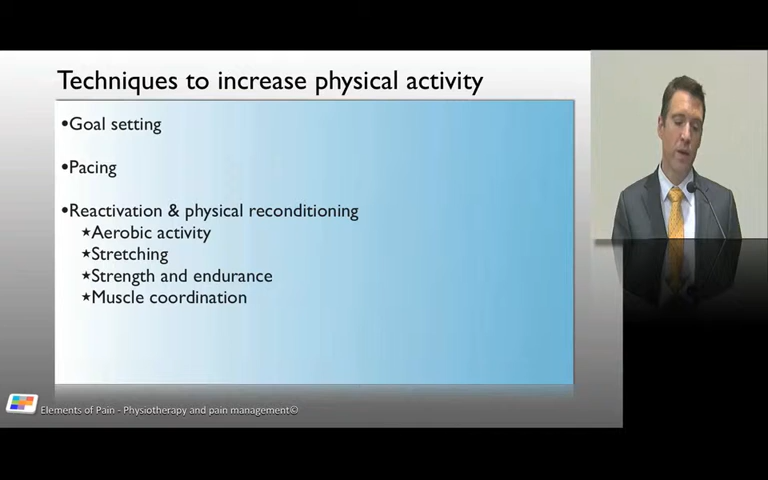 Techniques to increase physical activity
•Goal setting
•Pacing
•Reactivation & physical reconditioning
★Aerobic activity
★Stretching
★Strength and endurance
★Muscle coordination
Elements of Pain - Physiotherapy and pain management©